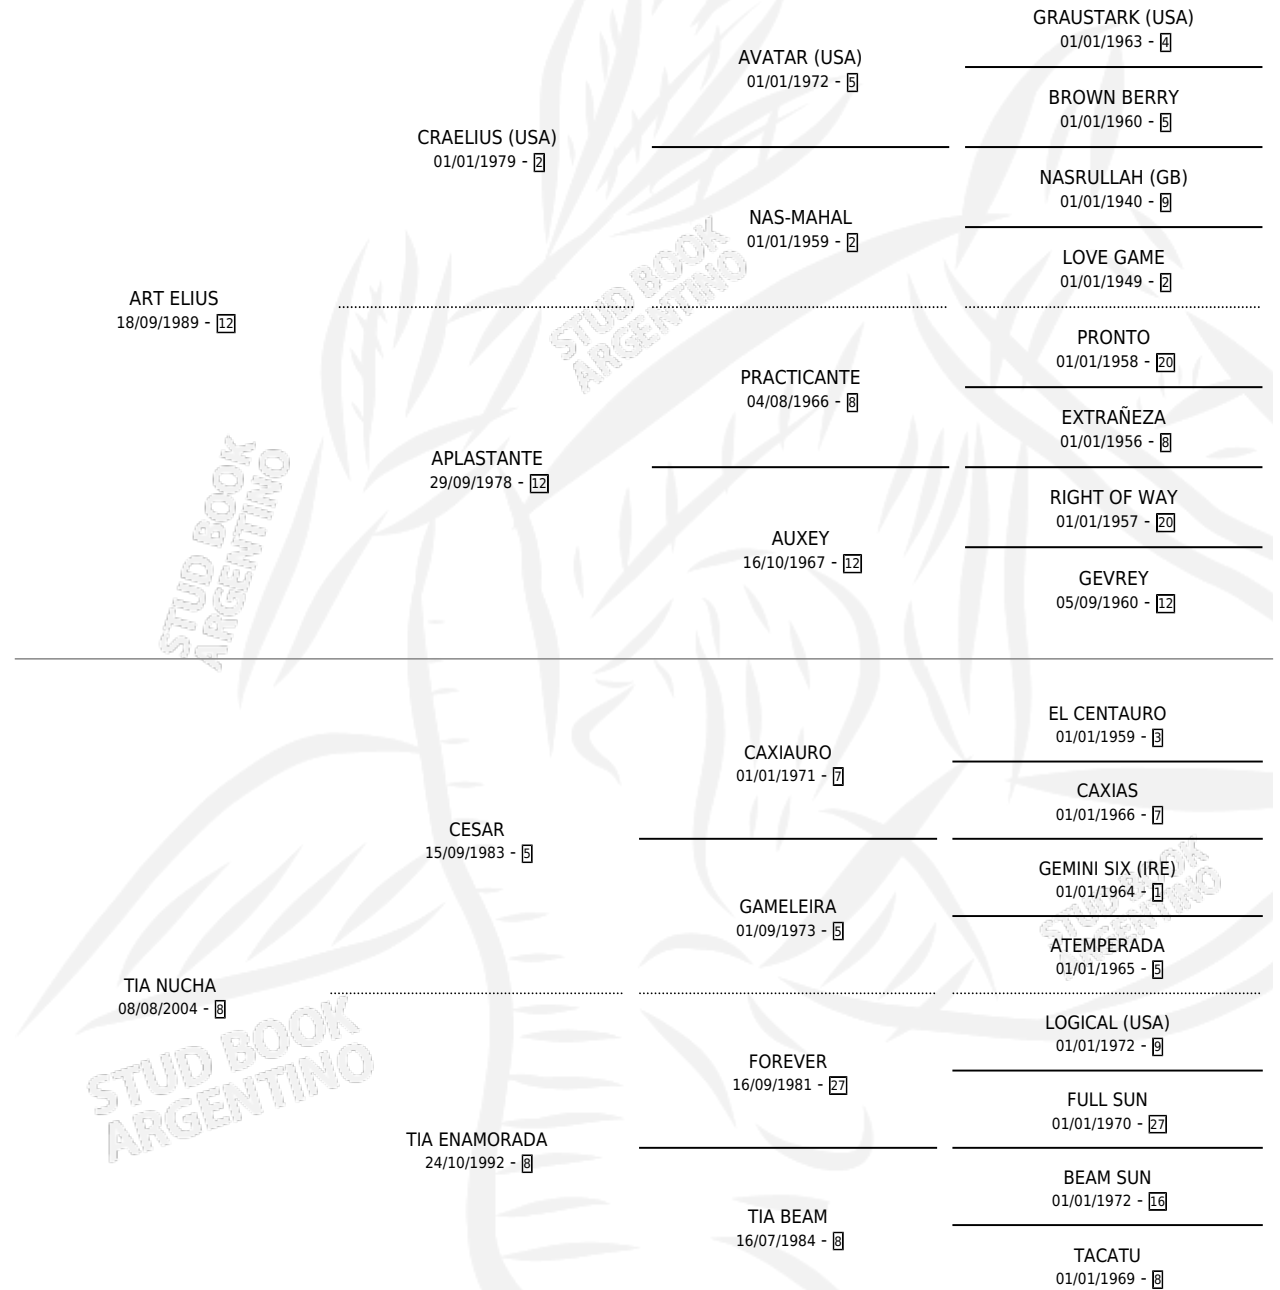 GRAUSTARK (USA)
01/01/1963 - 4
AVATAR (USA)
01/01/1972 - 5
BROWN BERRY
01/01/1960 - 5
CRAELIUS (USA)
01/01/1979 - 2
NASRULLAH (GB)
01/01/1940 - 9
NAS-MAHAL
01/01/1959 - 2
LOVE GAME
01/01/1949 - 2
ART ELIUS
18/09/1989 - 12
PRONTO
01/01/1958 - 20
PRACTICANTE
04/08/1966 - 8
EXTRAÑEZA
01/01/1956 - 8
APLASTANTE
29/09/1978 - 12
RIGHT OF WAY
01/01/1957 - 20
AUXEY
16/10/1967 - 12
GEVREY
05/09/1960 - 12
EL CENTAURO
01/01/1959 - 3
CAXIAURO
01/01/1971 - 7
CAXIAS
01/01/1966 - 7
CESAR
15/09/1983 - 5
GEMINI SIX (IRE)
01/01/1964 - 1
GAMELEIRA
01/09/1973 - 5
ATEMPERADA
01/01/1965 - 5
TIA NUCHA
08/08/2004 - 8
LOGICAL (USA)
01/01/1972 - 9
FOREVER
16/09/1981 - 27
FULL SUN
01/01/1970 - 27
TIA ENAMORADA
24/10/1992 - 8
BEAM SUN
01/01/1972 - 16
TIA BEAM
16/07/1984 - 8
TACATU
01/01/1969 - 8
STUD BOOK
ARGENTINO
STUD BOOK
ARGENTINO
STUD BOOK
ARGENTINO
STUD BOOK
ARGENTINO